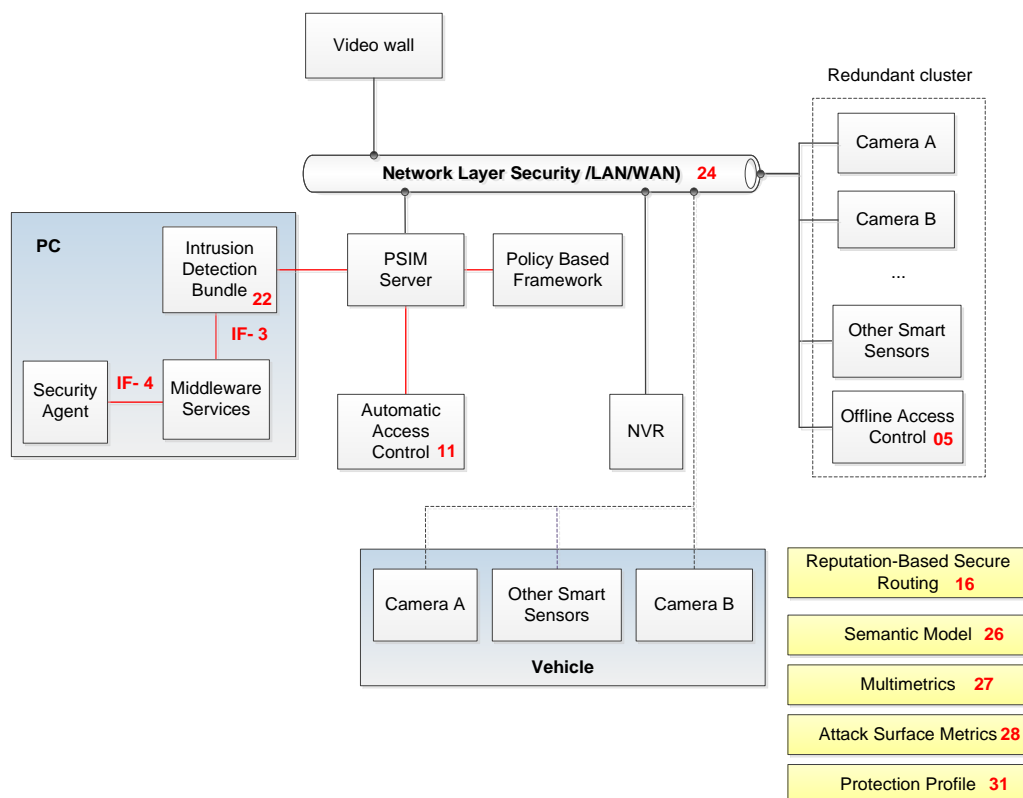 Video wall
Redundant cluster
Camera A
Network Layer Security /LAN/WAN) 24
Camera B
...
Other Smart
Sensors
Offline Access
Control 05
PC
Intrusion
Detection
Bundle 22
PSIM
Server
Policy Based
Framework
IF- 3
IF- 4
Security
Agent
Middleware
Services
Automatic
Access
Control 11
NVR
Camera A
Other Smart
Sensors
Camera B
Vehicle
Reputation-Based Secure
Routing 16
Semantic Model 26
Multimetrics 27
Attack Surface Metrics 28
Protection Profile 31